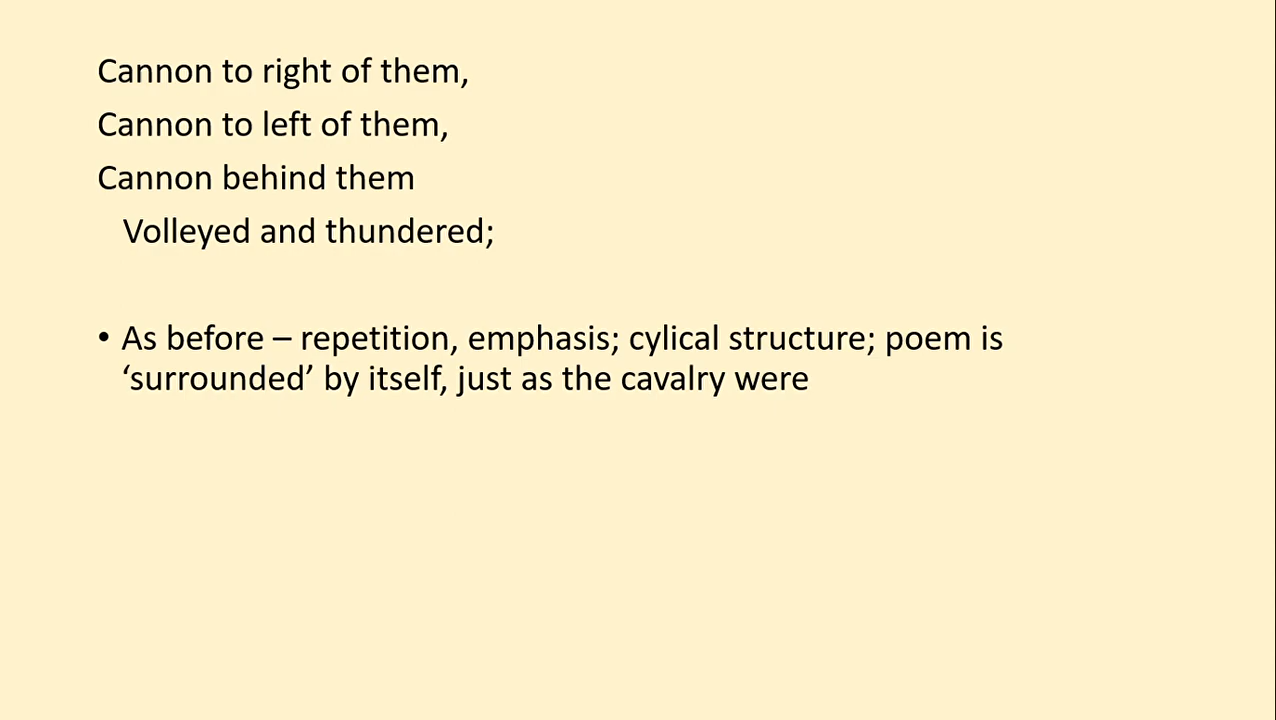 Cannon to right of them,
Cannon to left of them,
Cannon behind them
Volleyed and thundered;
• As before – repetition, emphasis; cylical structure; poem is
‘surrounded’ by itself, just as the cavalry were